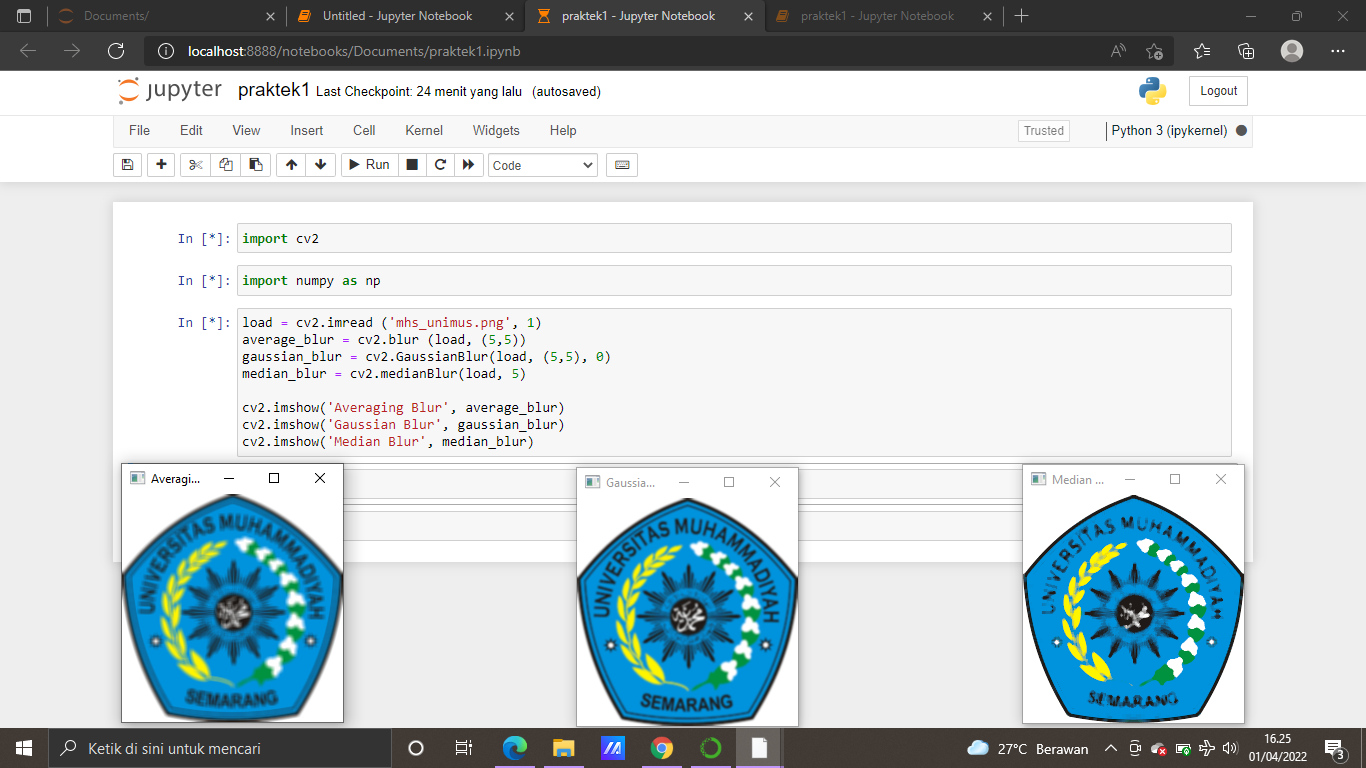 Documents/
Untitled - Jupyter Notebook
praktek1 - Jupyter Notebook
praktek1 - Jupyter Notebook
localhost:8888/notebooks/Documents/praktek1.ipynb
jupyter praktek1 Last Checkpoint: 24 menit yang lalu (autosaved)
Logout
File Edit View Insert Cell Kernel Widgets Help
Trusted
Python 3 (ipykernel)
Run
Code
In [*]: import cv2
In [*]: import numpy as np
In [*]: load = cv2.imread ('mhs_unimus.png', 1)
average_blur = cv2.blur (load, (5,5))
gaussian_blur = cv2.GaussianBlur(load, (5,5), 0)
median_blur = cv2.medianBlur(load, 5)
cv2.imshow('Averaging Blur', average_blur)
cv2.imshow('Gaussian Blur', gaussian_blur)
cv2.imshow('Median Blur', median_blur)
Averagi...
UNIVERSITAS MUHAMMADIYAH
SEMARANG
Gaussia...
UNIVERSITAS MUHAMMADIYAH
محمد
SEMARANG
Median ...
UNIVERSITAS MUHAMMADIYAH
SEMARANG
Ketik di sini untuk mencari
27°C Berawan
16.25
01/04/2022
3